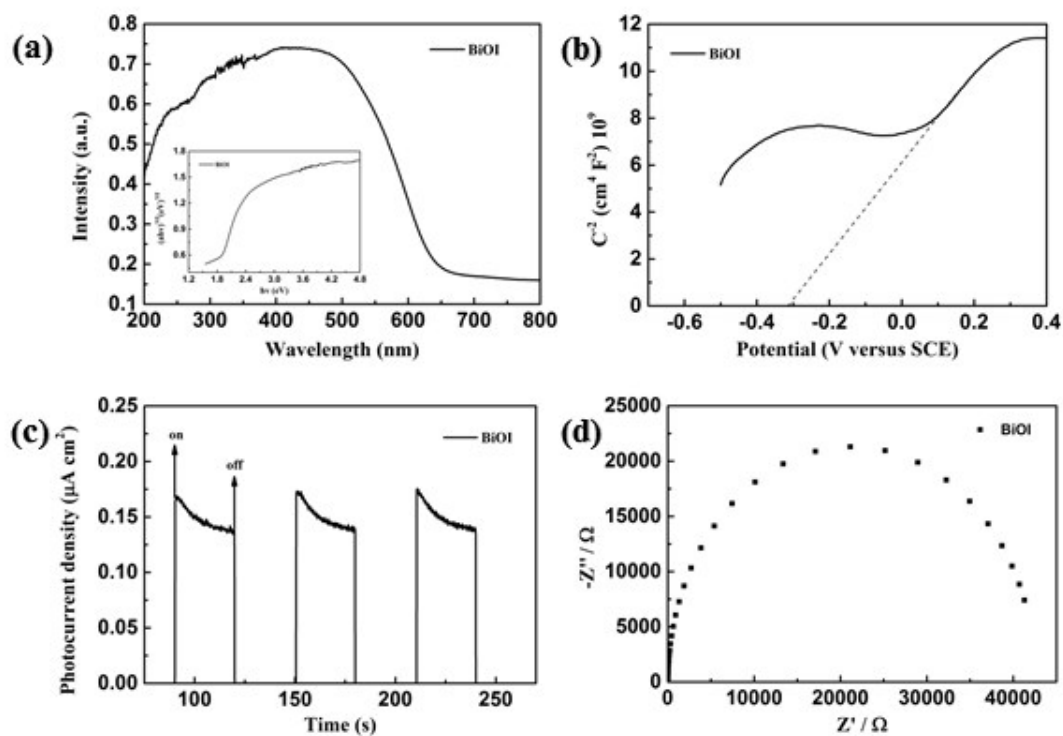 (a)
0.8
0.7
0.6
0.5
0.4
0.3
0.2
0.1
Intensity (a.u.)
BiOI
1.8
1.5
1.2
0.9
0.6
BiOI
1.2 1.8 2.4 3.0 3.6 4.2 4.8
hν (eV)
200 300 400 500 600 700 800
Wavelength (nm)
(b)
12
10
8
6
4
2
0
C⁻² (cm⁴ F²) 10⁹
BiOI
-0.6 -0.4 -0.2 0.0 0.2 0.4
Potential (V versus SCE)
(c)
0.25
0.20
0.15
0.10
0.05
0.00
Photocurrent density (μA cm²)
on
off
BiOI
100 150 200 250
Time (s)
(d)
25000
20000
15000
10000
5000
0
-Z'' / Ω
BiOI
0 10000 20000 30000 40000
Z' / Ω